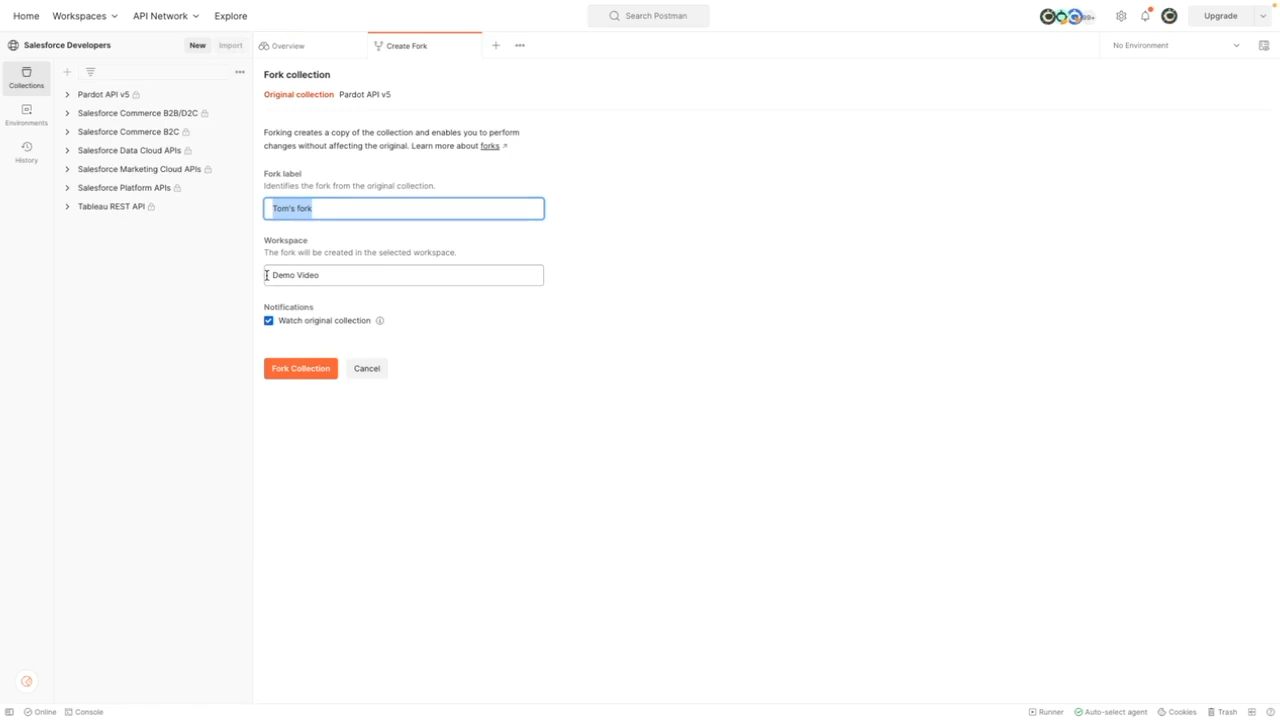 Home Workspaces API Network Explore Search Postman Upgrade
Salesforce Developers New Import Overview Create Fork No Environment
Collections
Environments
History
Pardot API v5
Salesforce Commerce B2B/D2C
Salesforce Commerce B2C
Salesforce Data Cloud APIs
Salesforce Marketing Cloud APIs
Salesforce Platform APIs
Tableau REST API
Fork collection
Original collection Pardot API v5
Forking creates a copy of the collection and enables you to perform
changes without affecting the original. Learn more about forks
Fork label
Identifies the fork from the original collection.
Tom's fork
Workspace
The fork will be created in the selected workspace.
Demo Video
Notifications
Watch original collection
Fork Collection Cancel
Online Console Runner Auto-select agent Cookies Trash